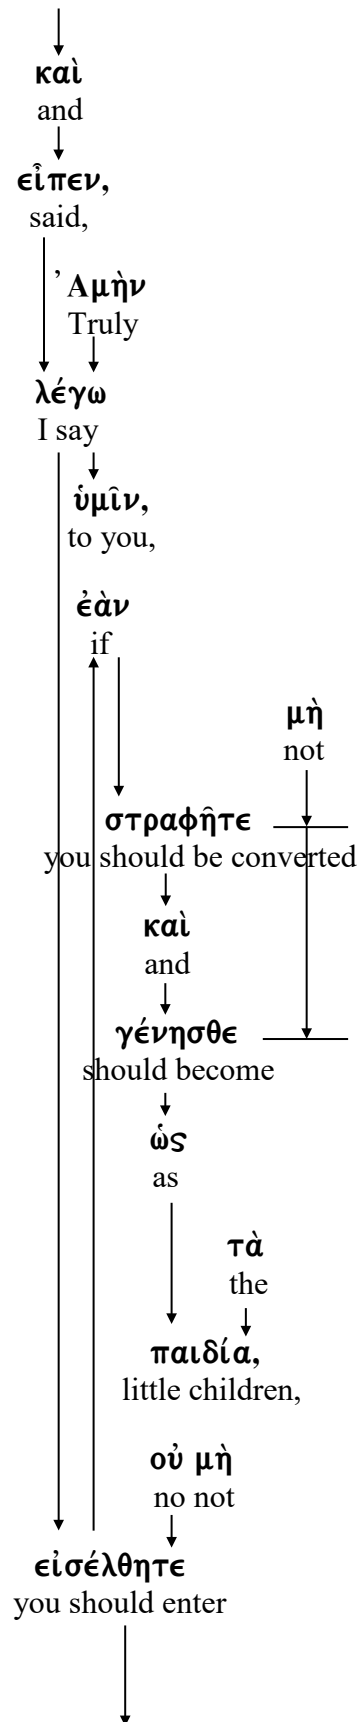 καὶ
and
εἶπεν,
said,
Ἀμὴν
Truly
λέγω
I say
ὑμῖν,
to you,
ἐὰν
if
μὴ
not
στραφῆτε
you should be converted
καὶ
and
γένησθε
should become
ὡς
as
τὰ
the
παιδία,
little children,
οὐ μὴ
no not
εἰσέλθητε
you should enter